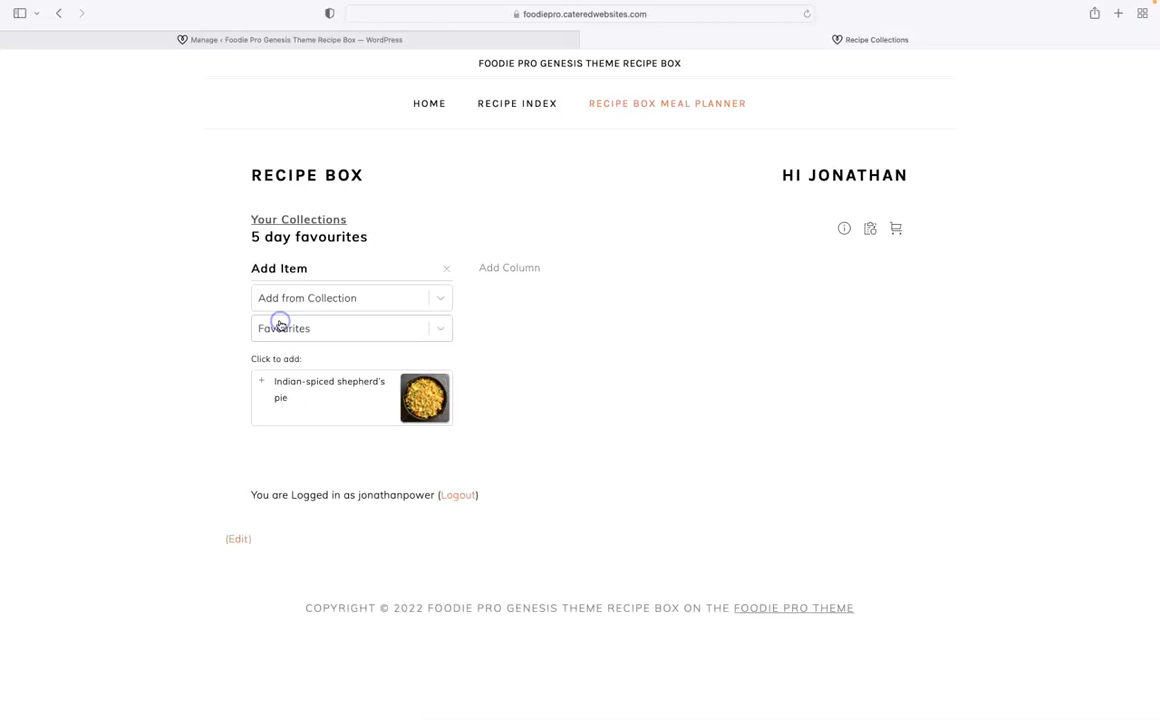 foodiepro.cateredwebsites.com
Manage ‹ Foodie Pro Genesis Theme Recipe Box — WordPress
Recipe Collections
FOODIE PRO GENESIS THEME RECIPE BOX
HOME RECIPE INDEX RECIPE BOX MEAL PLANNER
RECIPE BOX
HI JONATHAN
Your Collections
5 day favourites
Add Item
Add Column
Add from Collection
Favourites
Click to add:
+ Indian-spiced shepherd's
pie
You are Logged in as jonathanpower (Logout)
(Edit)
COPYRIGHT © 2022 FOODIE PRO GENESIS THEME RECIPE BOX ON THE FOODIE PRO THEME